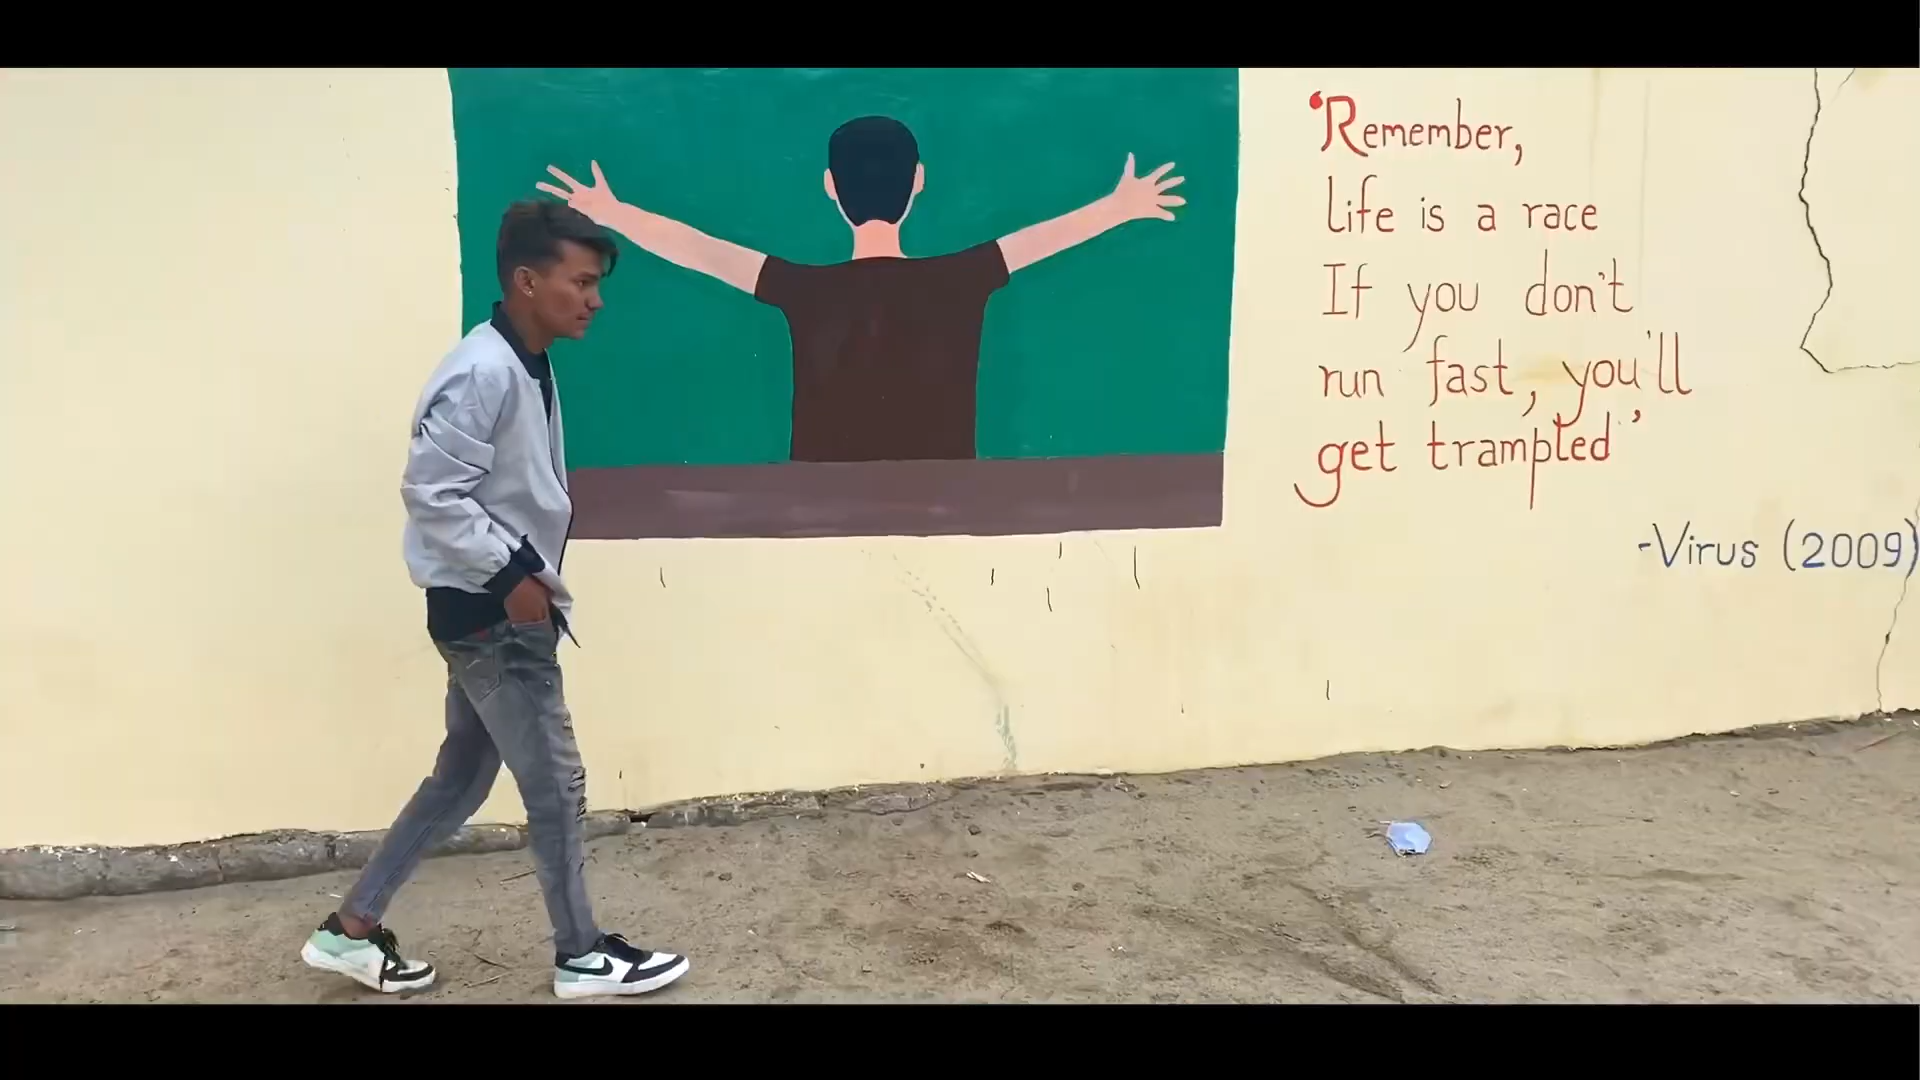 ‘Remember,
life is a race
If you don't
run fast, you'll
get trampled’
-Virus (2009)